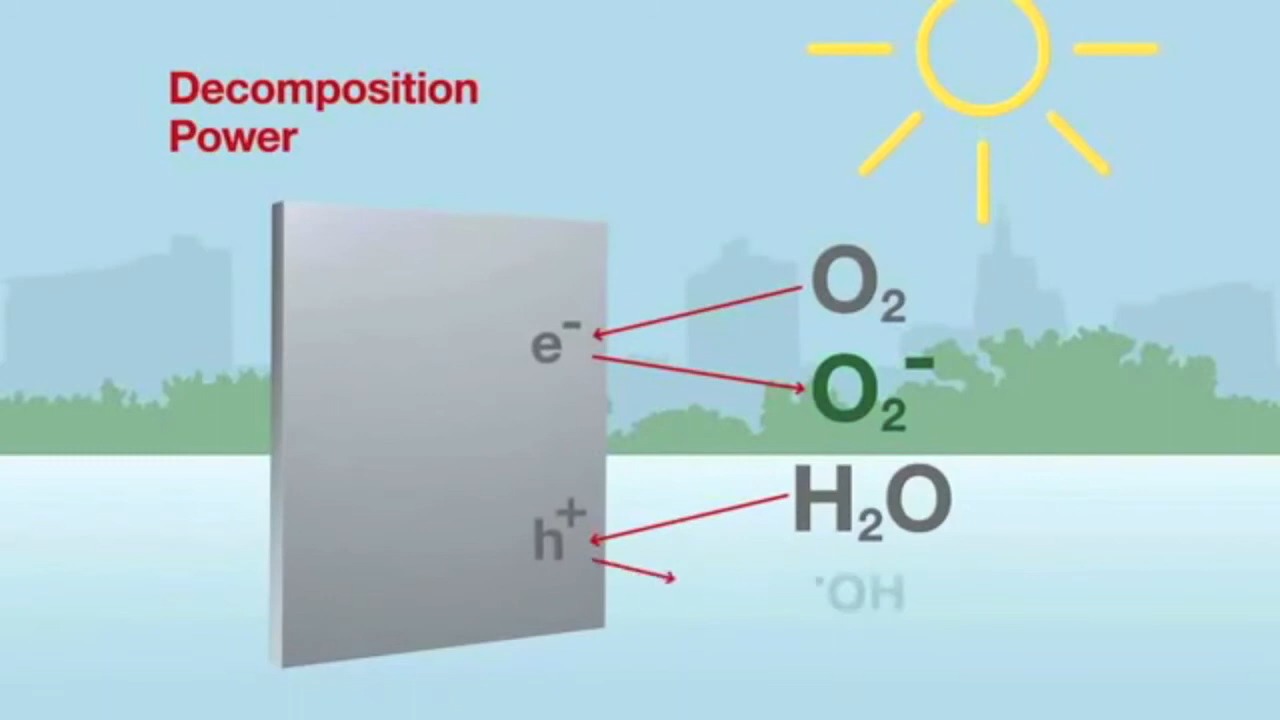 Decomposition
Power
O₂
e⁻
O₂⁻
H₂O
h⁺
˙OH